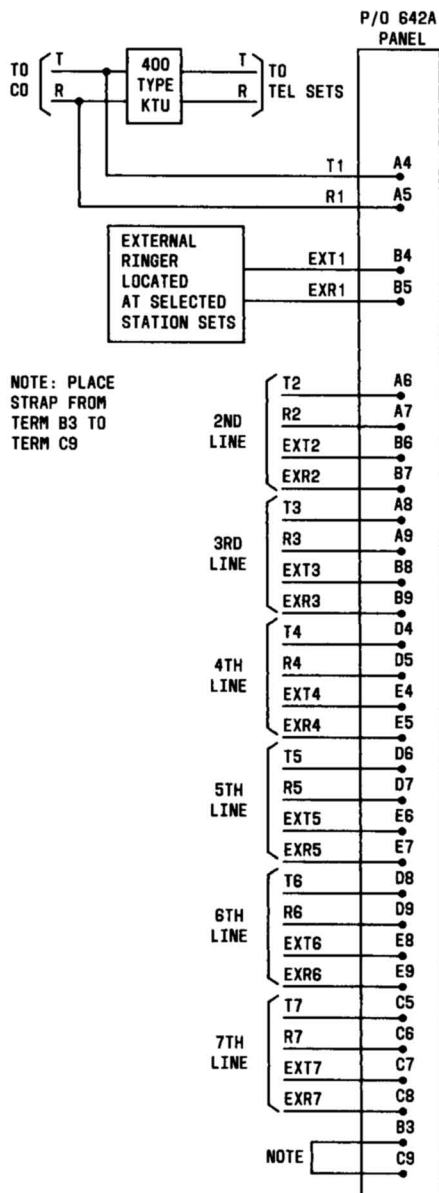 P/O 642A
PANEL
TO
CO
T
R
400
TYPE
KTU
T
R
TO
TEL SETS
T1 A4
R1 A5
EXTERNAL
RINGER
LOCATED
AT SELECTED
STATION SETS
EXT1 B4
EXR1 B5
NOTE: PLACE
STRAP FROM
TERM B3 TO
TERM C9
2ND
LINE
T2 A6
R2 A7
EXT2 B6
EXR2 B7
3RD
LINE
T3 A8
R3 A9
EXT3 B8
EXR3 B9
4TH
LINE
T4 D4
R4 D5
EXT4 E4
EXR4 E5
5TH
LINE
T5 D6
R5 D7
EXT5 E6
EXR5 E7
6TH
LINE
T6 D8
R6 D9
EXT6 E8
EXR6 E9
7TH
LINE
T7 C5
R7 C6
EXT7 C7
EXR7 C8
B3
NOTE C9